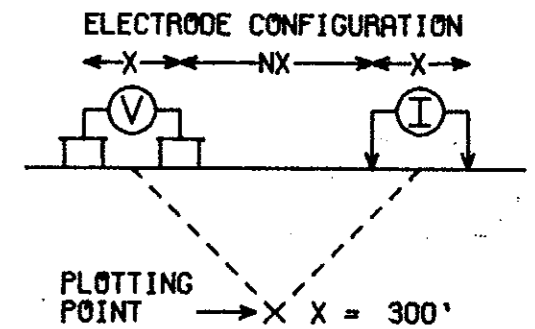 ELECTRODE CONFIGURATION
X NX X
V I
PLOTTING
POINT X X = 300'